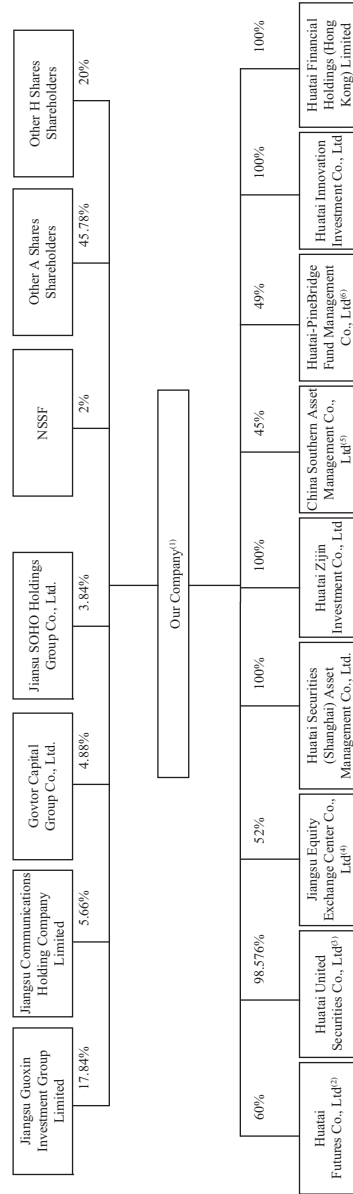 Jiangsu Guoxin
Investment Group
Limited
17.84%
Jiangsu Communications
Holding Company
Limited
5.66%
Govtor Capital
Group Co., Ltd.
4.88%
Jiansu SOHO Holdings
Group Co., Ltd.
3.84%
NSSF
2%
Other A Shares
Shareholders
45.78%
Other H Shares
Shareholders
20%
Our Company(1)
60%
Huatai
Futures Co., Ltd(2)
98.576%
Huatai United
Securities Co., Ltd(3)
52%
Jiangsu Equity
Exchange Center Co.,
Ltd(4)
100%
Huatai Securities
(Shanghai) Asset
Management Co., Ltd.
100%
Huatai Zijin
Investment Co., Ltd
45%
China Southern Asset
Management Co.,
Ltd(5)
49%
Huatai-PineBridge
Fund Management
Co., Ltd(6)
100%
Huatai Innovation
Investment Co., Ltd
100%
Huatai Financial
Holdings (Hong
Kong) Limited